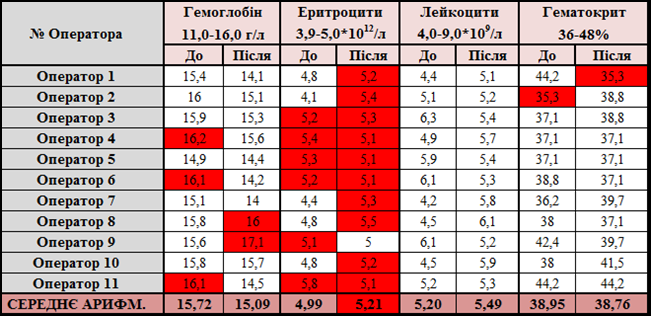 № Оператора Гемоглобін 11,0-16,0 г/л Еритроцити 3,9-5,0*10¹²/л Лейкоцити 4,0-9,0*10⁹/л Гематокрит 36-48%
До Після До Після До Після До Після
Оператор 1 15,4 14,1 4,8 5,2 4,4 5,1 44,2 35,3
Оператор 2 16 15,1 4,1 5,4 5,1 5,2 35,3 38,8
Оператор 3 15,9 15,3 5,2 5,3 6,3 5,4 37,1 38,8
Оператор 4 16,2 15,6 5,4 5,1 4,9 5,7 37,1 37,1
Оператор 5 14,9 14,4 5,3 5,1 5,9 5,4 37,1 37,1
Оператор 6 16,1 14,2 5,2 5,1 6,1 5,3 38,8 37,1
Оператор 7 15,1 14 4,4 5,3 4,2 5,8 36,2 39,7
Оператор 8 15,8 16 4,8 5,5 4,5 6,1 38 37,1
Оператор 9 15,6 17,1 5,1 5 6,1 5,2 42,4 39,7
Оператор 10 15,8 15,7 4,8 5,2 4,5 5,9 38 41,5
Оператор 11 16,1 14,5 5,8 5,1 5,2 5,3 44,2 44,2
СЕРЕДНЄ АРИФМ. 15,72 15,09 4,99 5,21 5,20 5,49 38,95 38,76